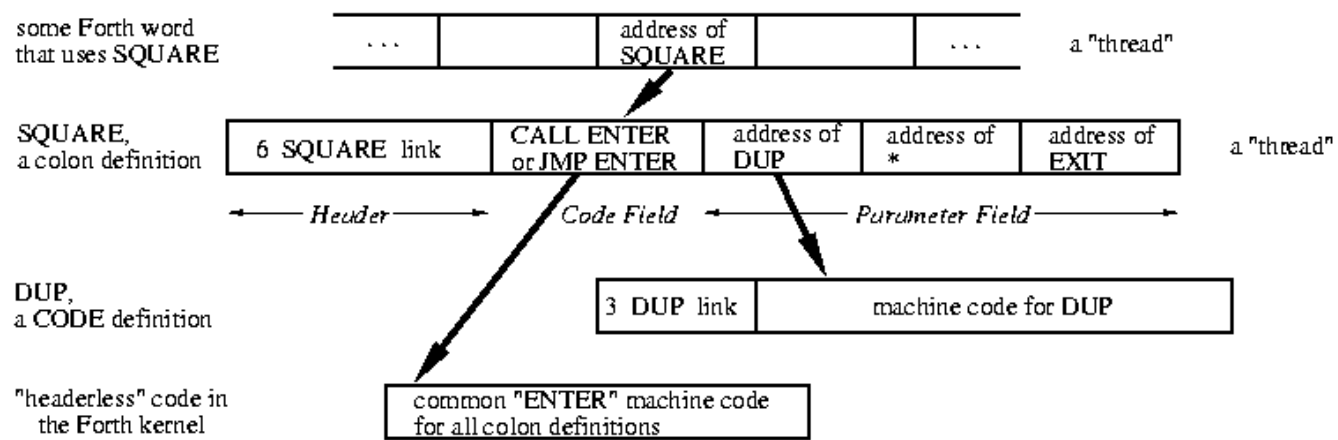 some Forth word
that uses SQUARE
. . .
address of
SQUARE
. . .
a "thread"
SQUARE,
a colon definition
6 SQUARE link
CALL ENTER
or JMP ENTER
address of
DUP
address of
*
address of
EXIT
a "thread"
Header
Code Field
Parameter Field
DUP,
a CODE definition
3 DUP link
machine code for DUP
"headerless" code in
the Forth kernel
common "ENTER" machine code
for all colon definitions